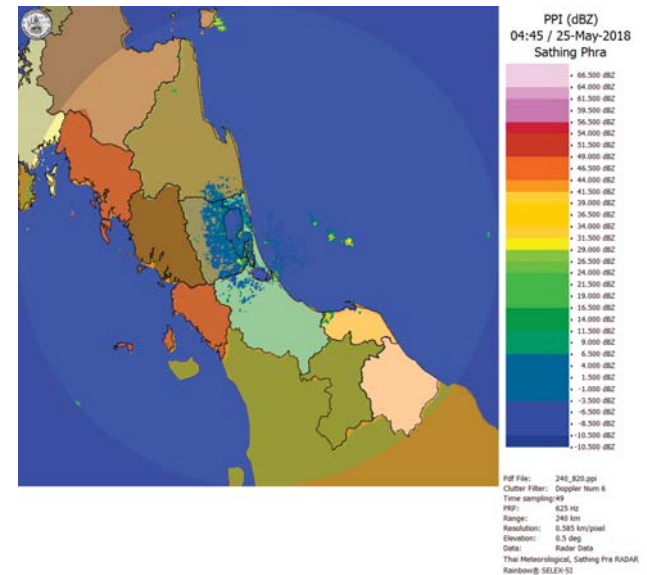 PPI (dBZ)
04:45 / 25-May-2018
Sathing Phra
66.500 dBZ
64.000 dBZ
61.500 dBZ
59.500 dBZ
56.500 dBZ
54.000 dBZ
51.500 dBZ
49.000 dBZ
46.500 dBZ
44.000 dBZ
41.500 dBZ
39.000 dBZ
36.500 dBZ
34.000 dBZ
31.500 dBZ
29.000 dBZ
26.500 dBZ
24.000 dBZ
21.500 dBZ
19.000 dBZ
16.500 dBZ
14.000 dBZ
11.500 dBZ
9.000 dBZ
6.500 dBZ
4.000 dBZ
1.500 dBZ
-1.000 dBZ
-3.500 dBZ
-6.500 dBZ
-8.500 dBZ
-10.500 dBZ
-10.500 dBZ
Pdf File: 240_820.ppi
Clutter Filter: Doppler Num 6
Time sampling:49
PRF: 625 Hz
Range: 240 km
Resolution: 0.585 km/pixel
Elevation: 0.5 deg
Data: Radar Data
Thai Meteorological, Sathing Pra RADAR
Rainbow® SELEX-SI